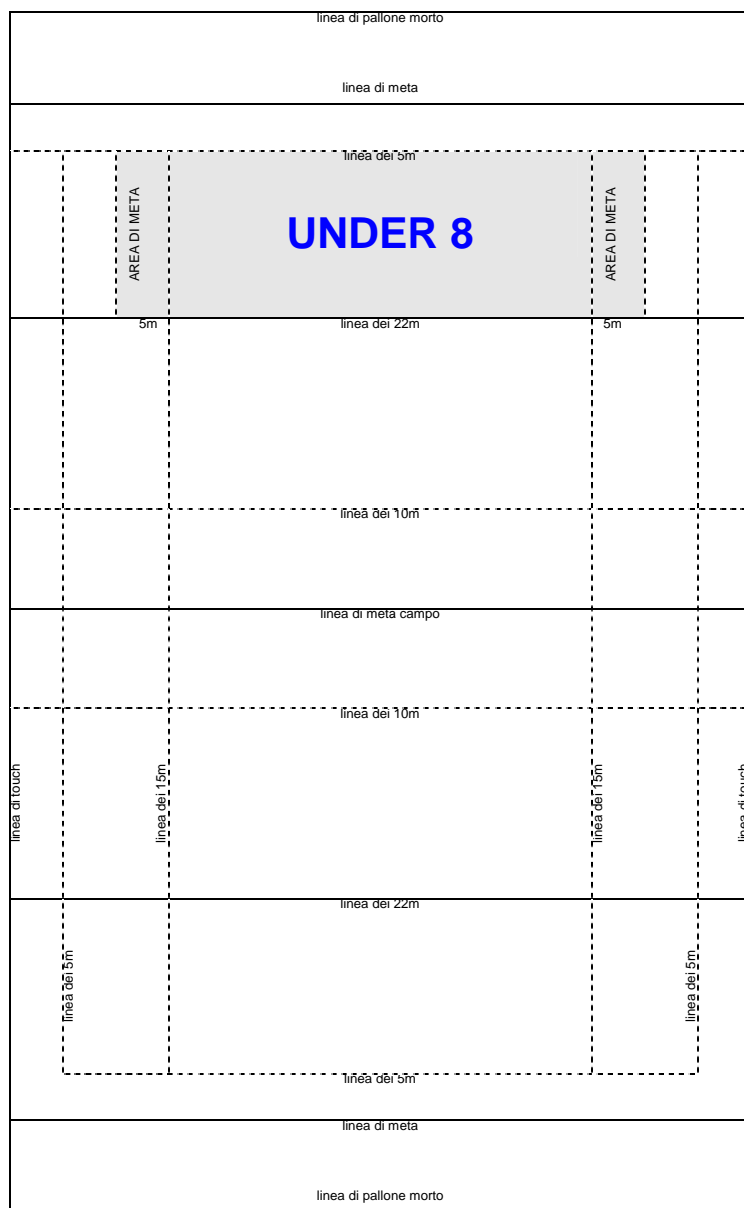 linea di pallone morto
linea di meta
linea dei 5m
AREA DI META
UNDER 8
AREA DI META
5m
linea dei 22m
5m
linea dei 10m
linea di meta campo
linea dei 10m
linea di touch
linea dei 15m
linea dei 15m
linea di touch
linea dei 22m
linea dei 5m
linea dei 5m
linea dei 5m
linea di meta
linea di pallone morto